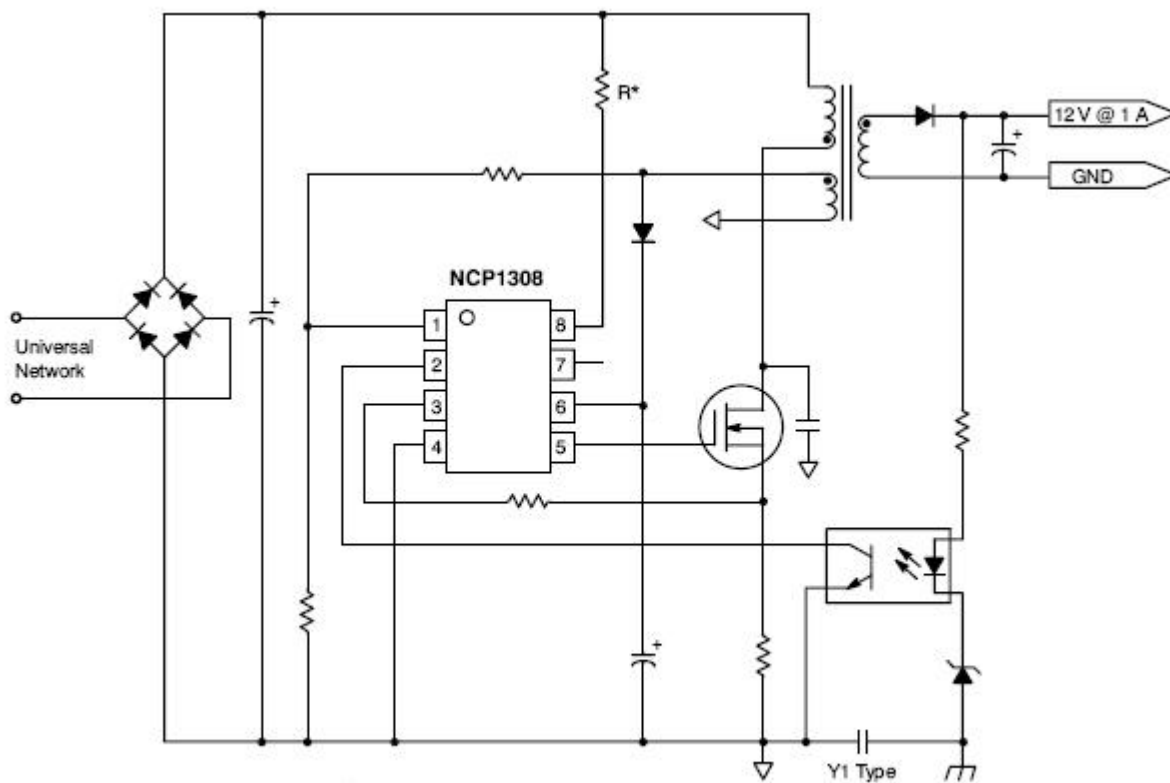 R*
12 V @ 1 A
GND
NCP1308
Universal
Network
1
8
2
7
3
6
4
5
+
+
+
Y1 Type